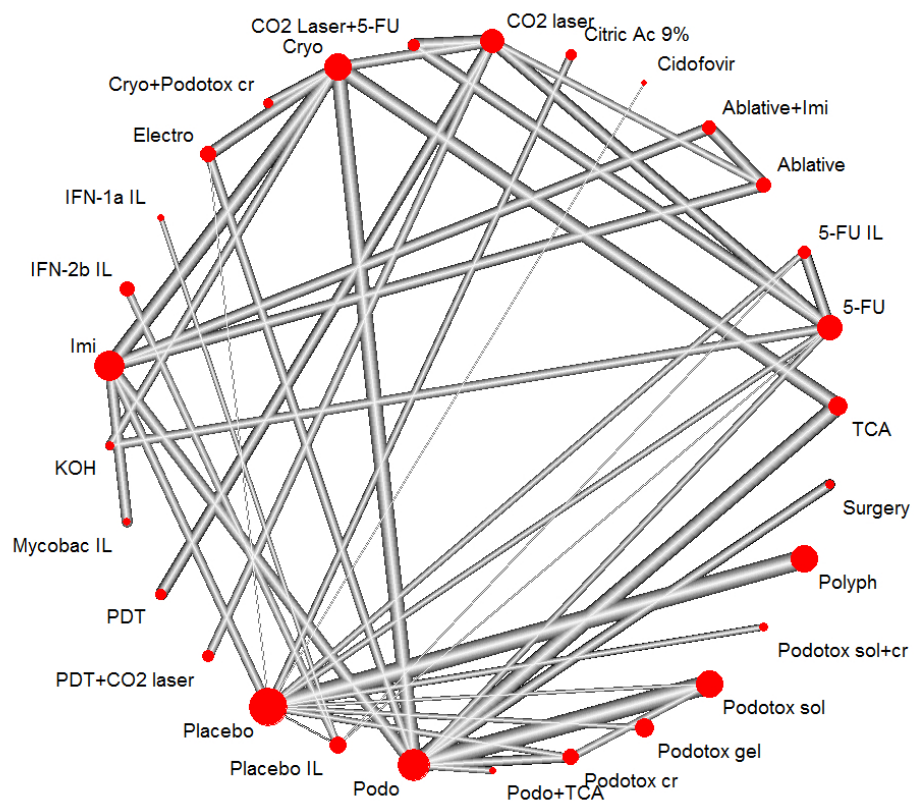 CO2 Laser+5-FU
CO2 laser
Cryo
Citric Ac 9%
Cidofovir
Cryo+Podotox cr
Ablative+Imi
Electro
Ablative
IFN-1a IL
5-FU IL
IFN-2b IL
5-FU
Imi
TCA
KOH
Surgery
Mycobac IL
Polyph
PDT
Podotox sol+cr
PDT+CO2 laser
Podotox sol
Placebo
Podotox gel
Placebo IL
Podotox cr
Podo
Podo+TCA